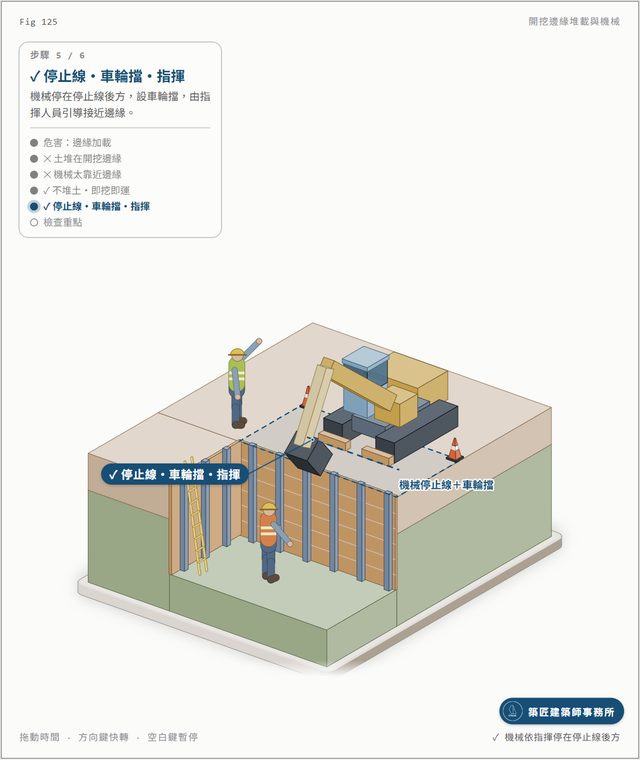 Fig 125
開挖邊緣堆載與機械
步驟 5 / 6
✓ 停止線・車輪擋・指揮
機械停在停止線後方，設車輪擋，由指
揮人員引導接近邊緣。
危害：邊緣加載
✕ 土堆在開挖邊緣
✕ 機械太靠近邊緣
✓ 不堆土・即挖即運
✓ 停止線・車輪擋・指揮
檢查重點
✓ 停止線・車輪擋・指揮
機械停止線＋車輪擋
築匠建築師事務所
拖動時間 · 方向鍵快轉 · 空白鍵暫停
✓ 機械依指揮停在停止線後方